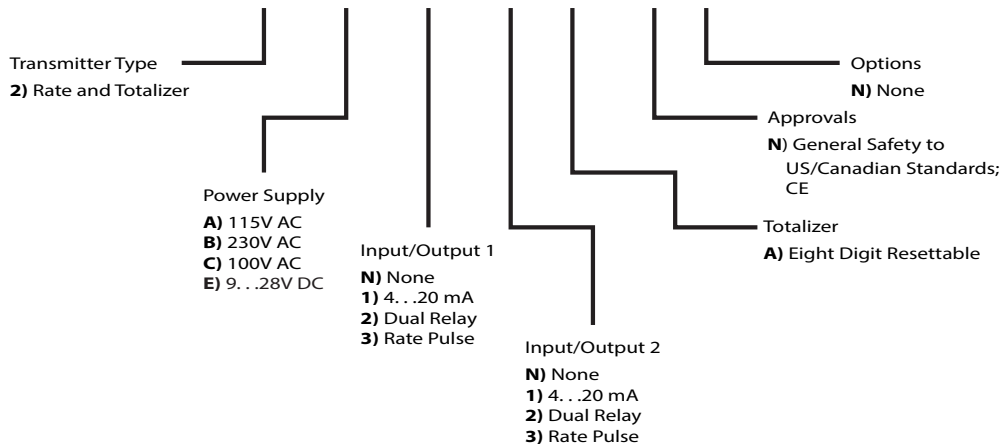 Transmitter Type
2) Rate and Totalizer
Power Supply
A) 115V AC
B) 230V AC
C) 100V AC
E) 9. . .28V DC
Input/Output 1
N) None
1) 4. . .20 mA
2) Dual Relay
3) Rate Pulse
Input/Output 2
N) None
1) 4. . .20 mA
2) Dual Relay
3) Rate Pulse
Totalizer
A) Eight Digit Resettable
Approvals
N) General Safety to
US/Canadian Standards;
CE
Options
N) None